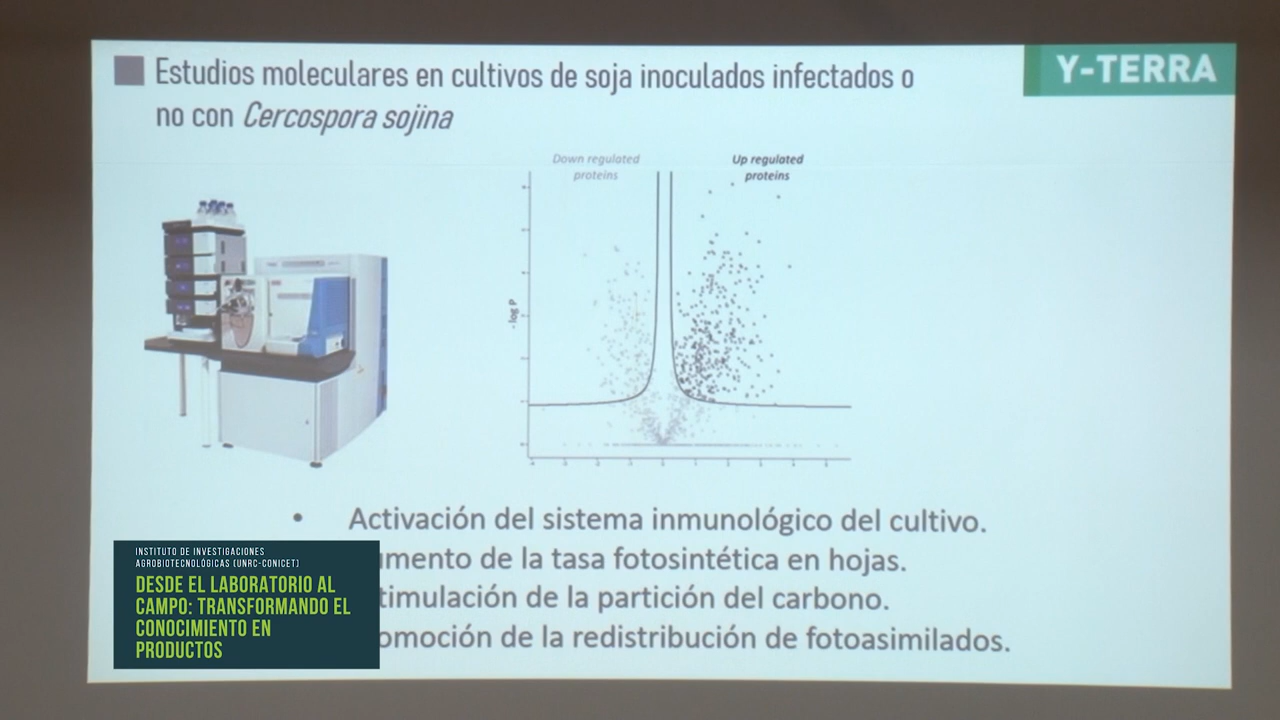 Estudios moleculares en cultivos de soja inoculados infectados o
no con Cercospora sojina
Y-TERRA
Down regulated
proteins
Up regulated
proteins
- log P
• Activación del sistema inmunológico del cultivo.
umento de la tasa fotosintética en hojas.
timulación de la partición del carbono.
omoción de la redistribución de fotoasimilados.
INSTITUTO DE INVESTIGACIONES
AGROBIOTECNOLÓGICAS (UNRC-CONICET)
DESDE EL LABORATORIO AL
CAMPO: TRANSFORMANDO EL
CONOCIMIENTO EN
PRODUCTOS